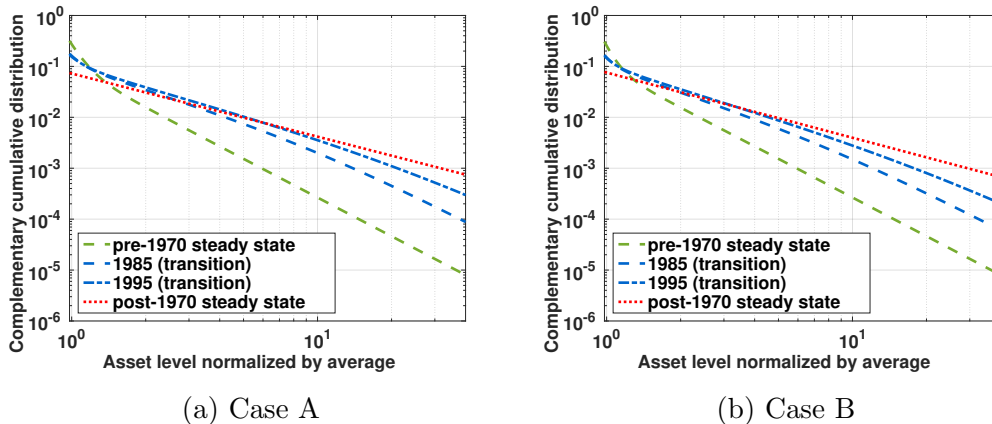 Complementary cumulative distribution
10^0
10^-1
10^-2
10^-3
10^-4
10^-5
10^-6
pre-1970 steady state
1985 (transition)
1995 (transition)
post-1970 steady state
10^0
10^1
Asset level normalized by average
(a) Case A
Complementary cumulative distribution
10^0
10^-1
10^-2
10^-3
10^-4
10^-5
10^-6
pre-1970 steady state
1985 (transition)
1995 (transition)
post-1970 steady state
10^0
10^1
Asset level normalized by average
(b) Case B